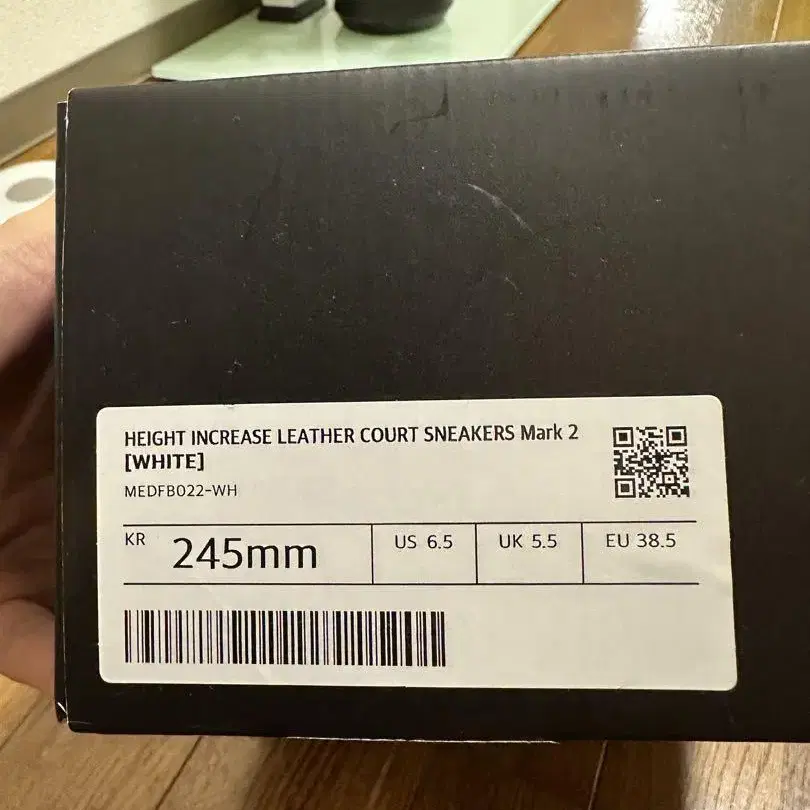 HEIGHT INCREASE LEATHER COURT SNEAKERS Mark 2
[WHITE]
MEDFB022-WH
KR 245mm US 6.5 UK 5.5 EU 38.5